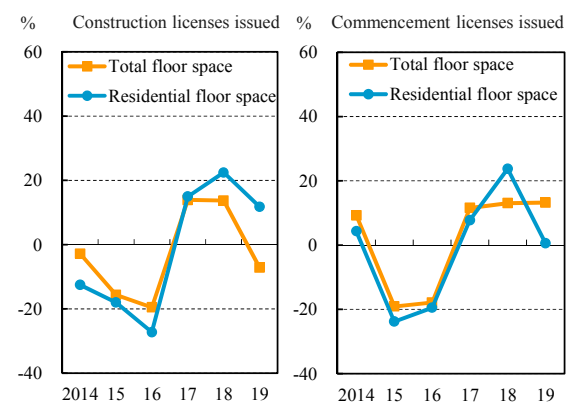 % Construction licenses issued
60
Total floor space
Residential floor space
40
20
0
-20
-40
2014 15 16 17 18 19
% Commencement licenses issued
60
Total floor space
Residential floor space
40
20
0
-20
-40
2014 15 16 17 18 19